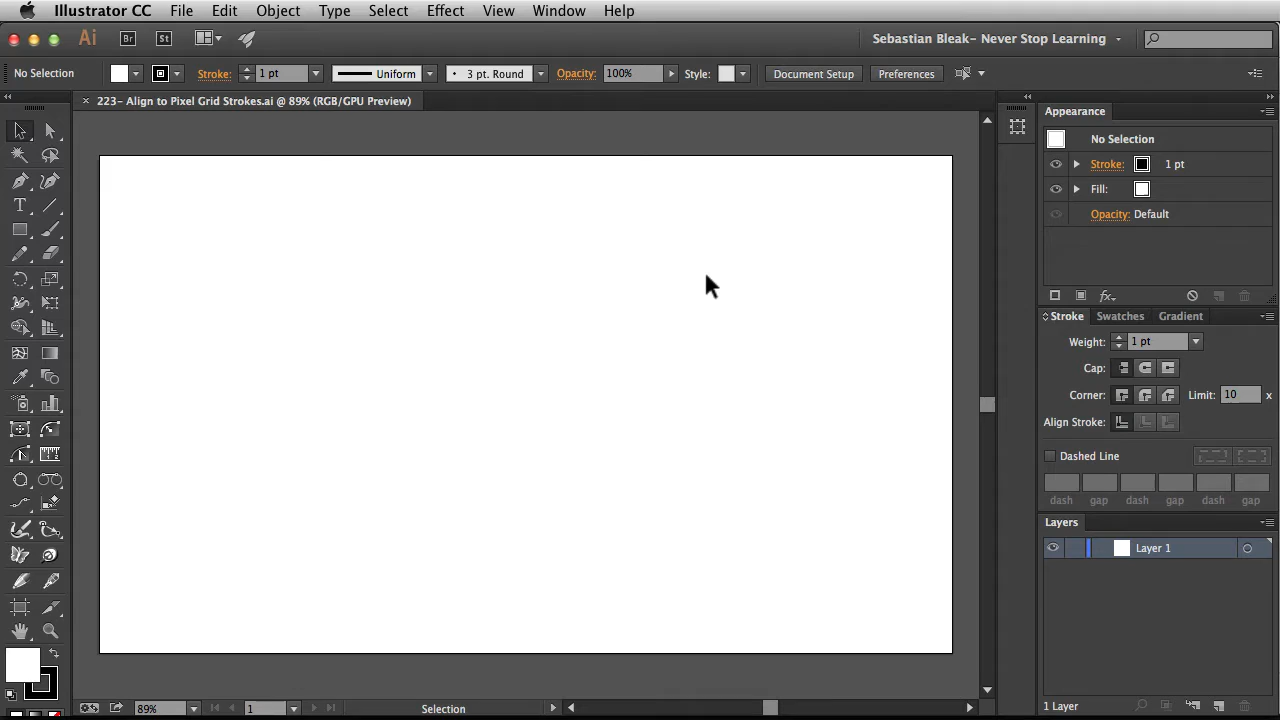 Illustrator CC File Edit Object Type Select Effect View Window Help
Ai Br St Sebastian Bleak- Never Stop Learning
No Selection Stroke: 1 pt Uniform 3 pt. Round Opacity: 100% Style: Document Setup Preferences
223- Align to Pixel Grid Strokes.ai @ 89% (RGB/GPU Preview)
Appearance
No Selection
Stroke: 1 pt
Fill:
Opacity: Default
fx
Stroke Swatches Gradient
Weight: 1 pt
Cap:
Corner: Limit: 10 x
Align Stroke:
Dashed Line
dash gap dash gap dash gap
Layers
Layer 1
T
89% 1 Selection
1 Layer